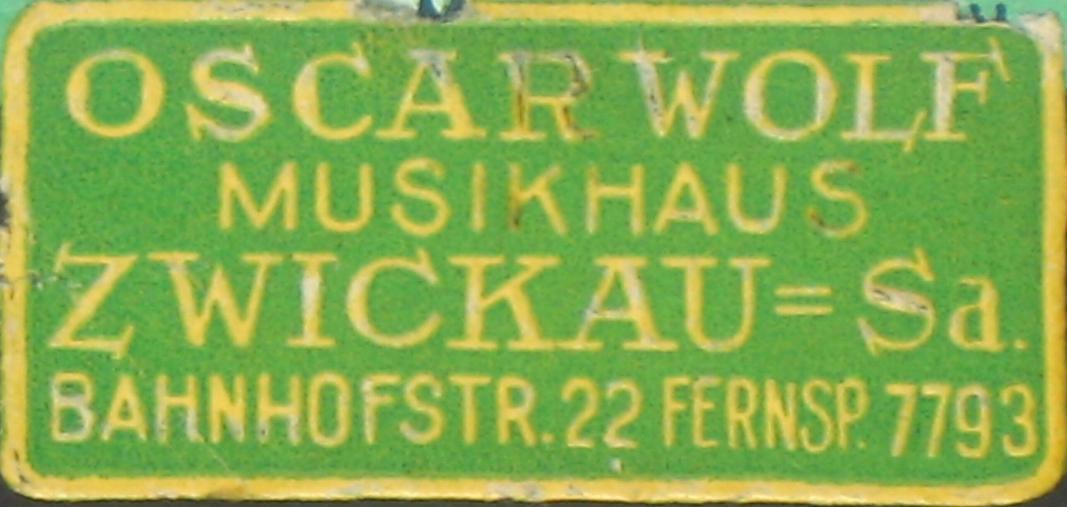 OSCAR WOLF
MUSIKHAUS
ZWICKAU=Sa.
BAHNHOFSTR. 22 FERNSP. 7793